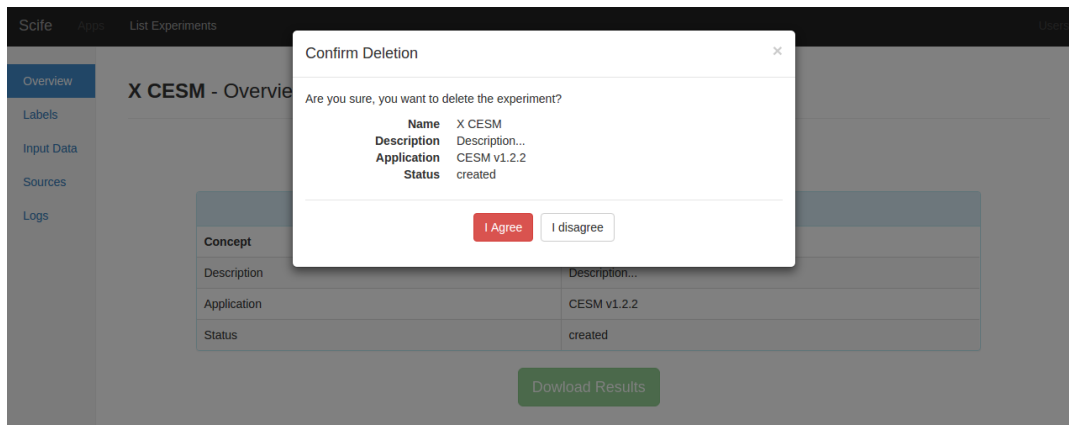 Scife Apps List Experiments Users
Confirm Deletion ×
Overview
X CESM - Overvie
Are you sure, you want to delete the experiment?
Labels
Name X CESM
Description Description...
Input Data
Application CESM v1.2.2
Status created
Sources
Logs
I Agree I disagree
Concept
Description Description...
Application CESM v1.2.2
Status created
Dowload Results